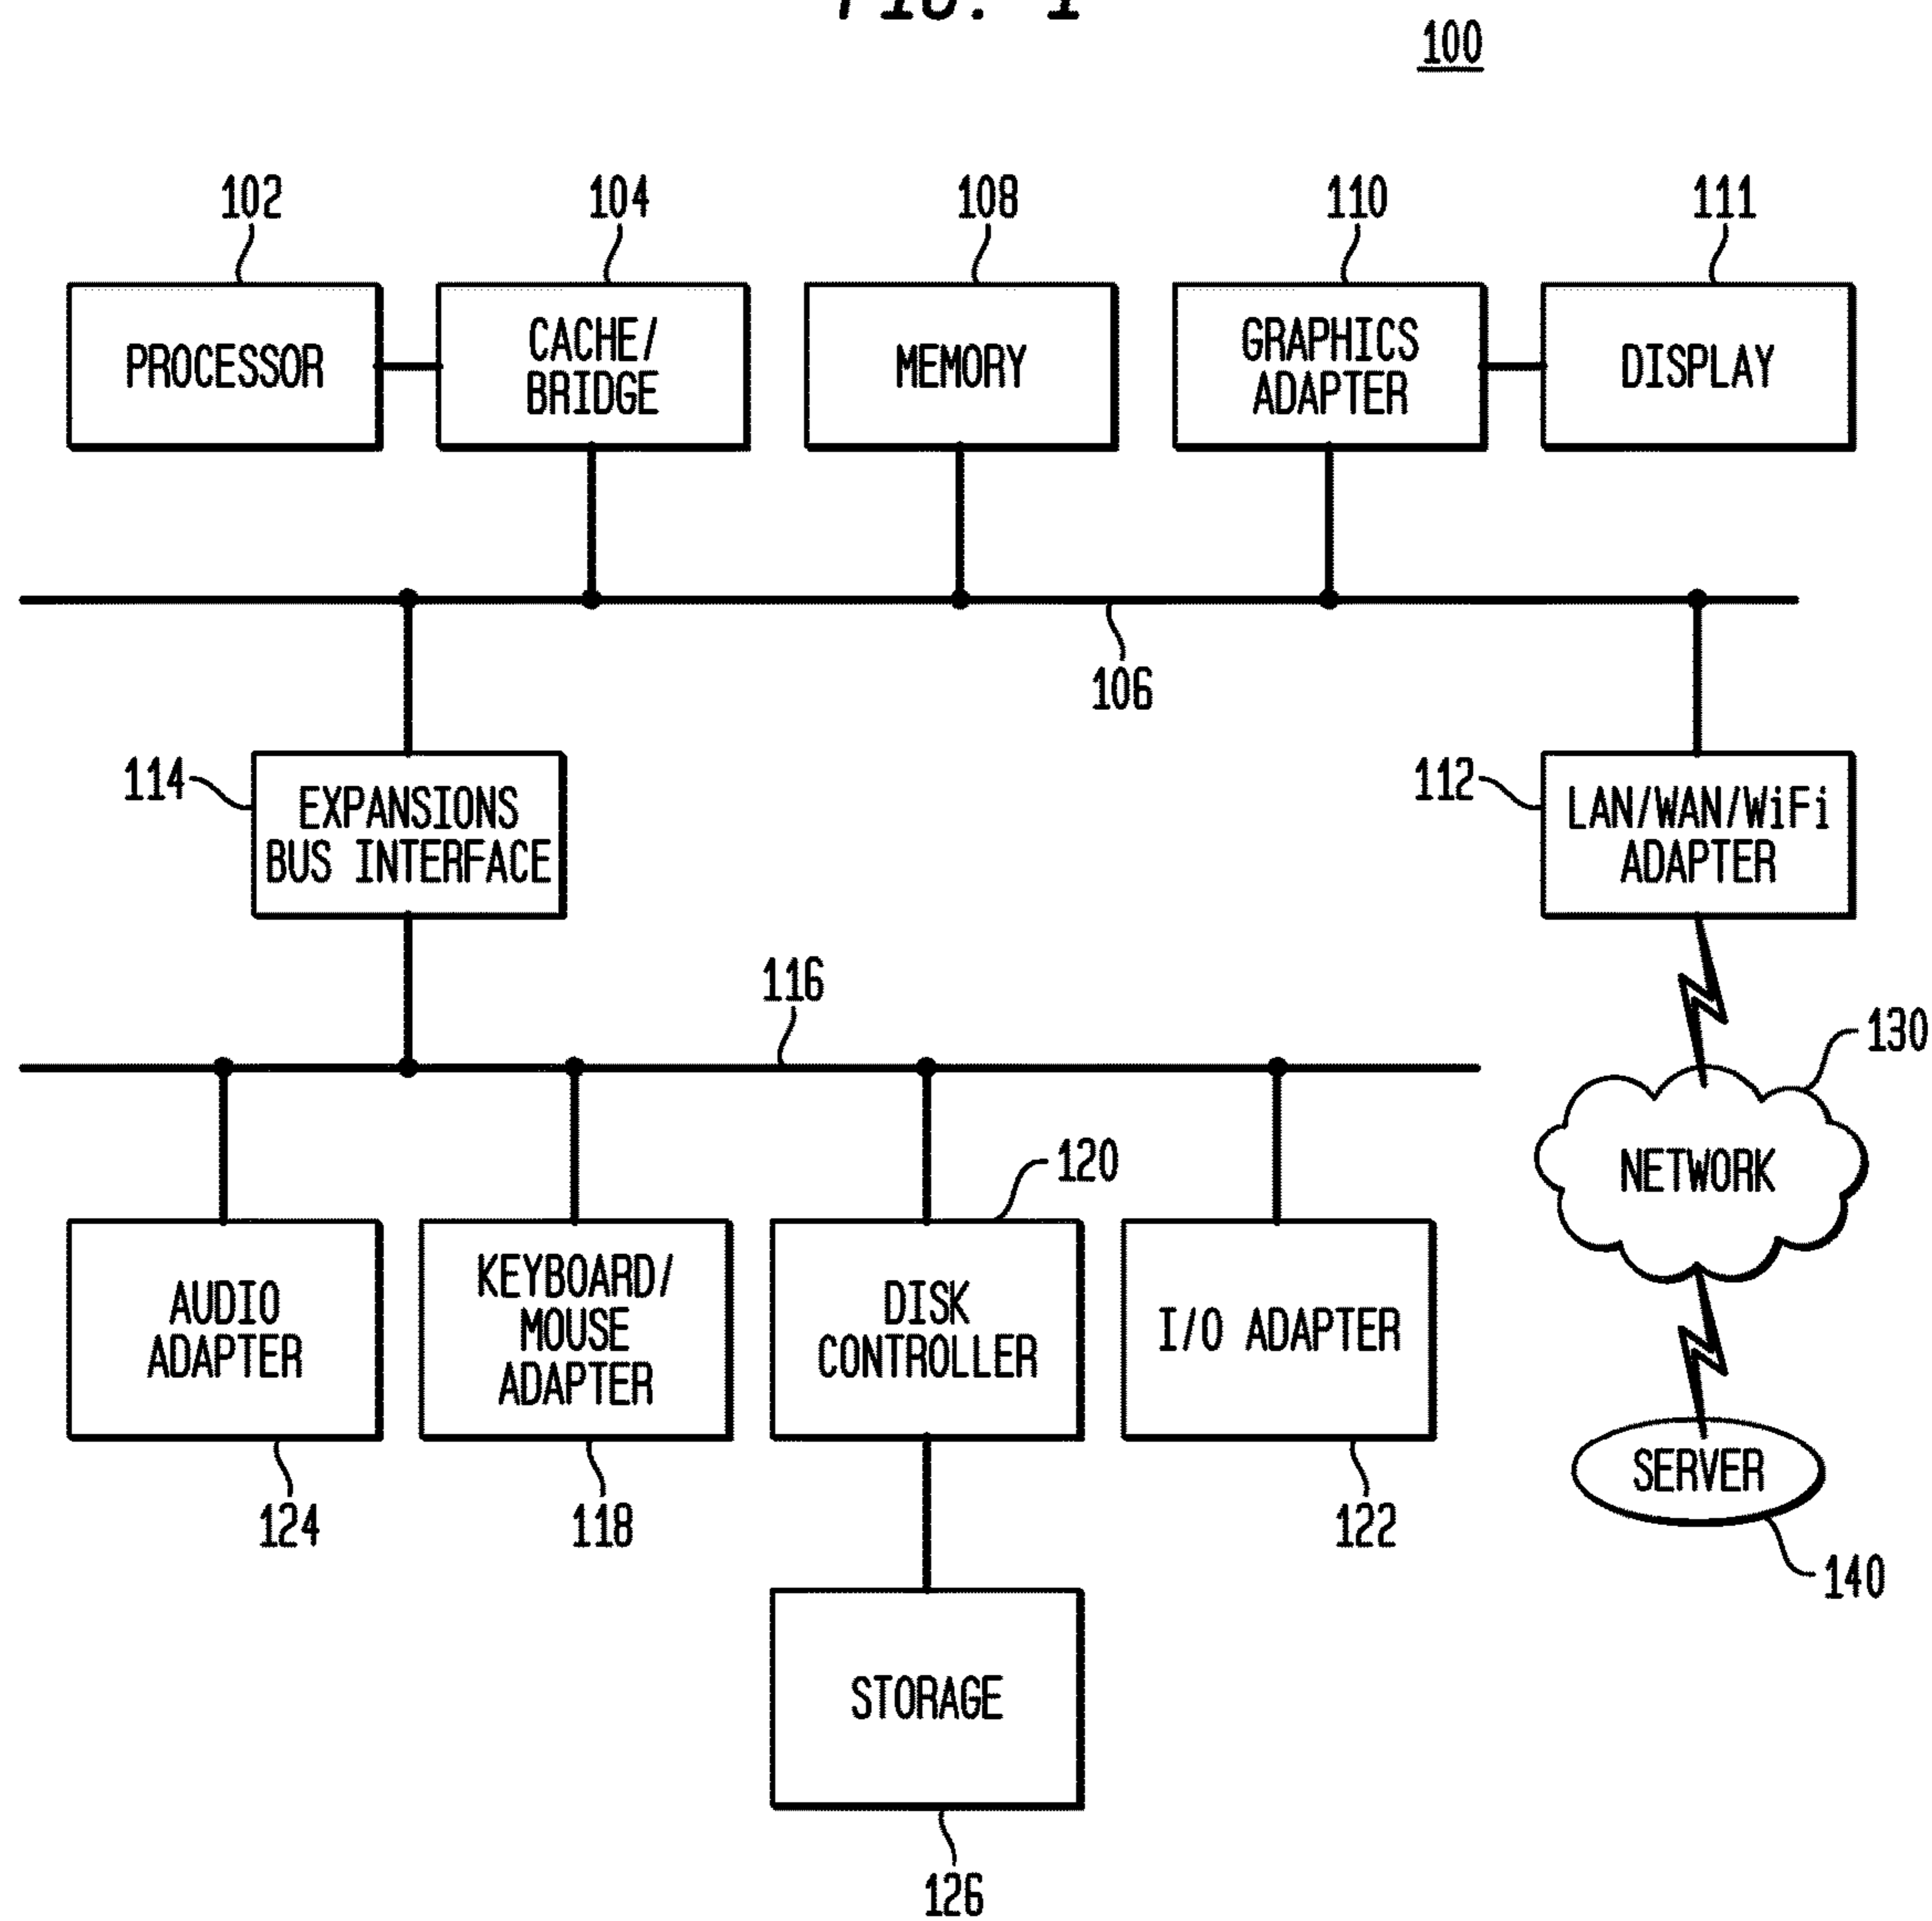 FIG. 1
100
102
104
108
110
111
PROCESSOR
CACHE/
BRIDGE
MEMORY
GRAPHICS
ADAPTER
DISPLAY
106
114
EXPANSIONS
BUS INTERFACE
112
LAN/WAN/WiFi
ADAPTER
116
130
NETWORK
120
AUDIO
ADAPTER
KEYBOARD/
MOUSE
ADAPTER
DISK
CONTROLLER
I/O ADAPTER
SERVER
124
118
122
140
STORAGE
126